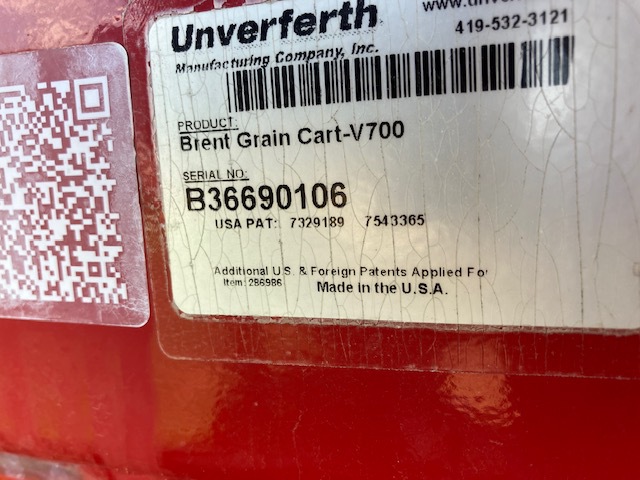 Unverferth
Manufacturing Company, Inc.
419-532-3121
PRODUCT:
Brent Grain Cart-V700
SERIAL NO:
B36690106
USA PAT: 7329189 7543365
Additional U.S. & Foreign Patents Applied For
Item: 286986
Made in the U.S.A.